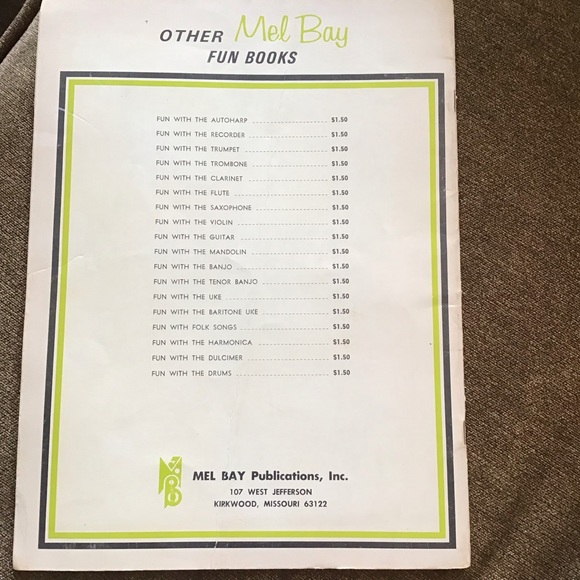 OTHER Mel Bay
FUN BOOKS
FUN WITH THE AUTOHARP $1.50
FUN WITH THE RECORDER $1.50
FUN WITH THE TRUMPET $1.50
FUN WITH THE TROMBONE $1.50
FUN WITH THE CLARINET $1.50
FUN WITH THE FLUTE $1.50
FUN WITH THE SAXOPHONE $1.50
FUN WITH THE VIOLIN $1.50
FUN WITH THE GUITAR $1.50
FUN WITH THE MANDOLIN $1.50
FUN WITH THE BANJO $1.50
FUN WITH THE TENOR BANJO $1.50
FUN WITH THE UKE $1.50
FUN WITH THE BARITONE UKE $1.50
FUN WITH FOLK SONGS $1.50
FUN WITH THE HARMONICA $1.50
FUN WITH THE DULCIMER $1.50
FUN WITH THE DRUMS $1.50
MEL BAY Publications, Inc.
107 WEST JEFFERSON
KIRKWOOD, MISSOURI 63122